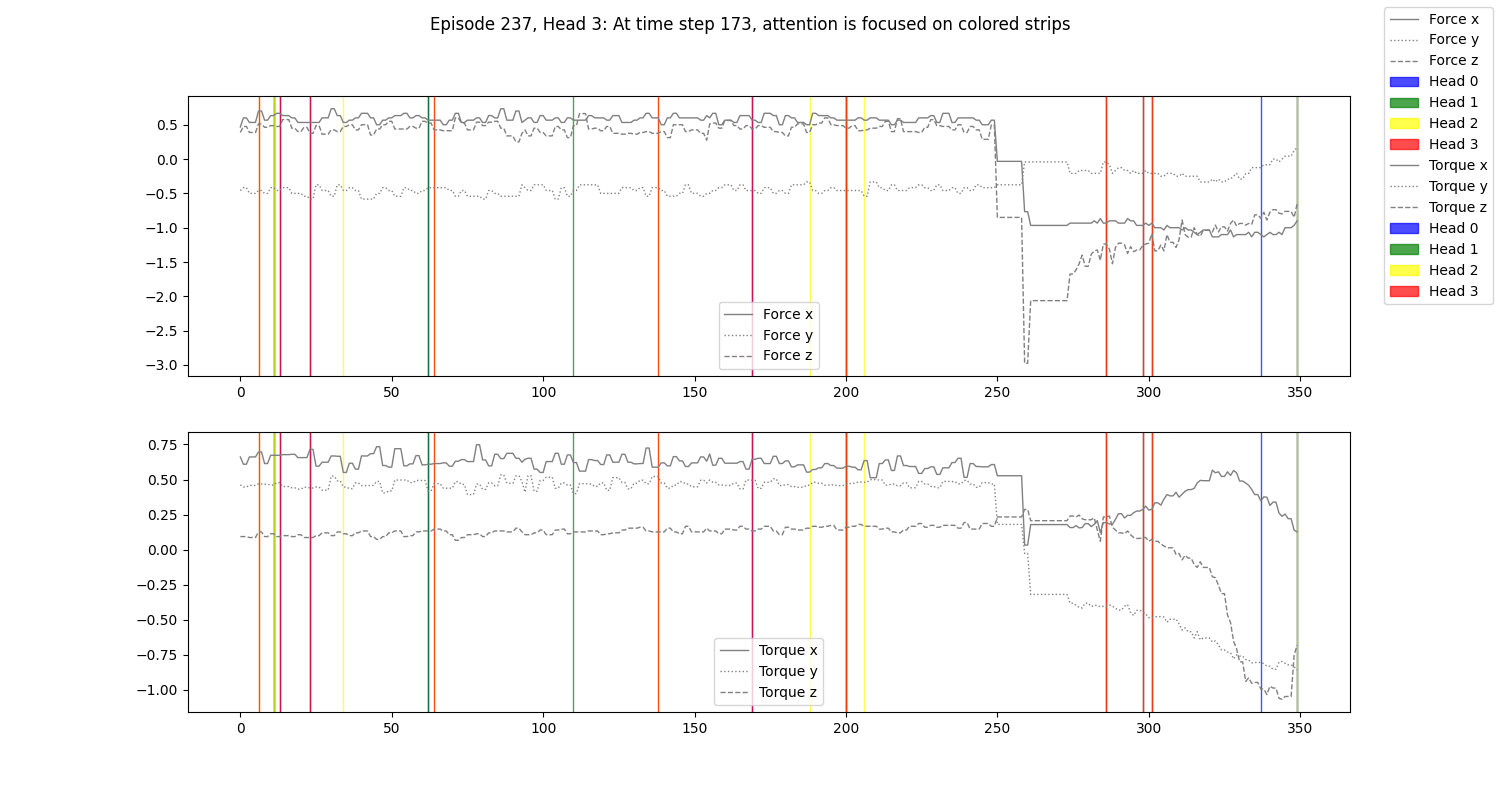 Episode 237, Head 3: At time step 173, attention is focused on colored strips
Force x
Force y
Force z
Head 0
Head 1
Head 2
Head 3
Torque x
Torque y
Torque z
Head 0
Head 1
Head 2
Head 3
0.5
0.0
−0.5
−1.0
−1.5
−2.0
−2.5
−3.0
Force x
Force y
Force z
0 50 100 150 200 250 300 350
0.75
0.50
0.25
0.00
−0.25
−0.50
−0.75
−1.00
Torque x
Torque y
Torque z
0 50 100 150 200 250 300 350